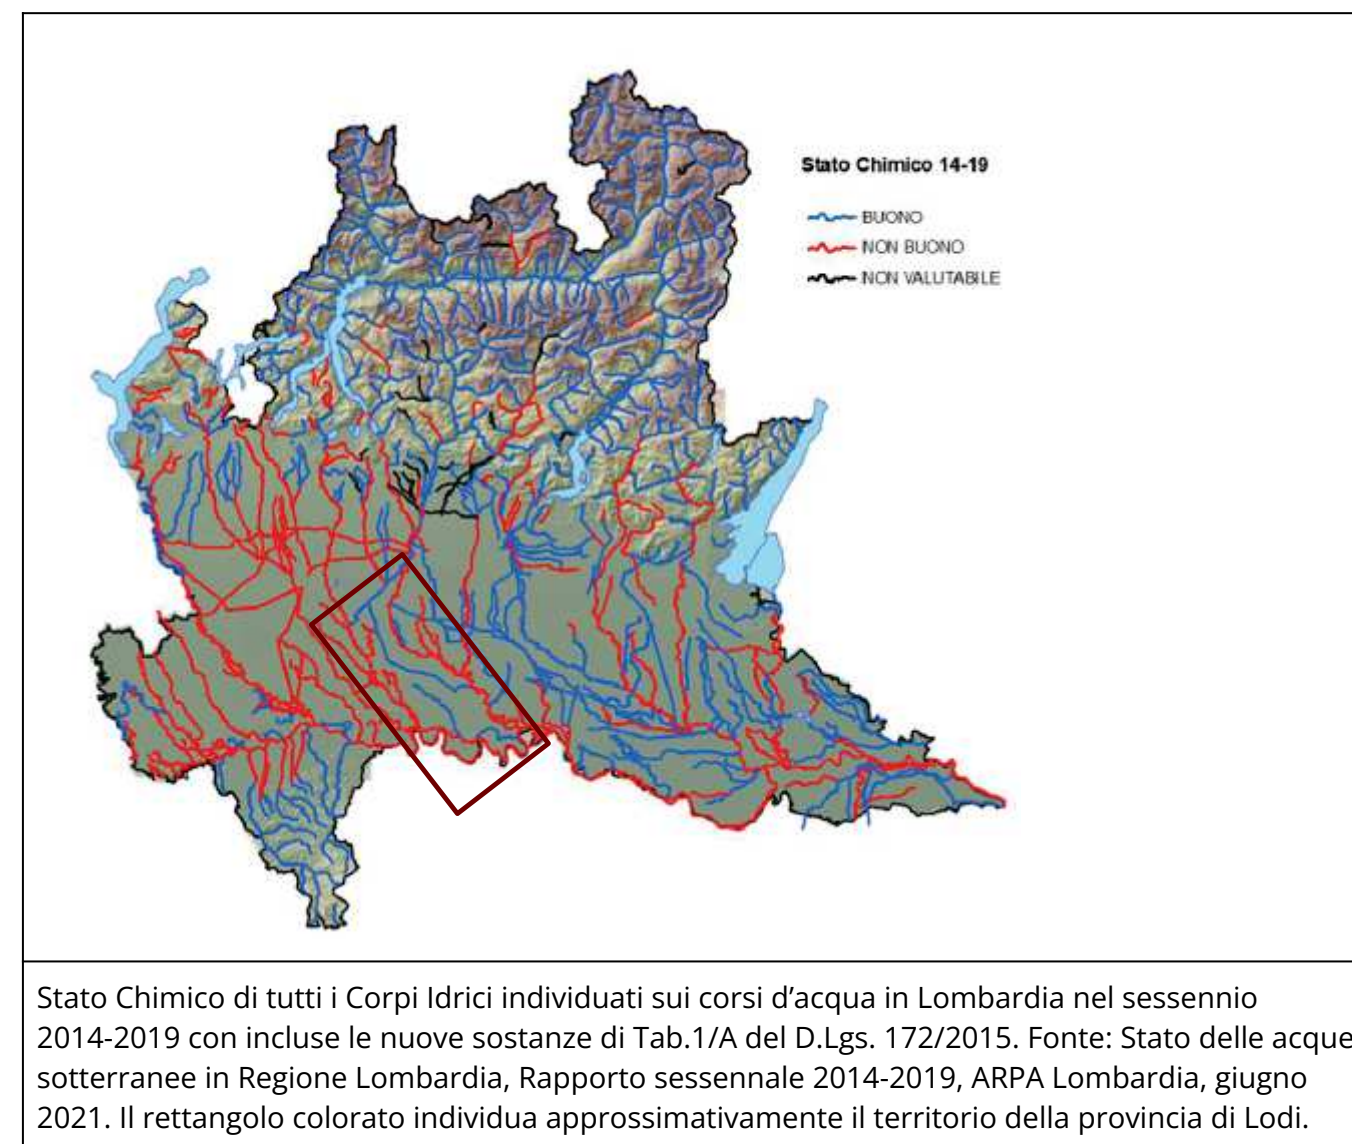 Stato Chimico 14-19
BUONO
NON BUONO
NON VALUTABILE
Stato Chimico di tutti i Corpi Idrici individuati sui corsi d’acqua in Lombardia nel sessennio
2014-2019 con incluse le nuove sostanze di Tab.1/A del D.Lgs. 172/2015. Fonte: Stato delle acque
sotterranee in Regione Lombardia, Rapporto sessennale 2014-2019, ARPA Lombardia, giugno
2021. Il rettangolo colorato individua approssimativamente il territorio della provincia di Lodi.